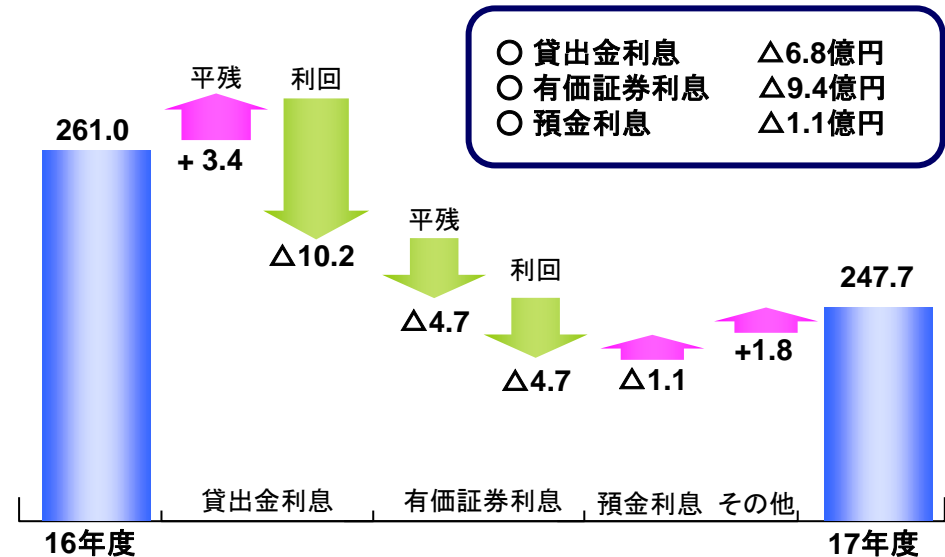 ○ 貸出金利息 △6.8億円
○ 有価証券利息 △9.4億円
○ 預金利息 △1.1億円
平残 利回
261.0
+ 3.4
△10.2
平残
利回
△4.7
△4.7
△1.1
+1.8
247.7
貸出金利息 有価証券利息 預金利息 その他
16年度 17年度